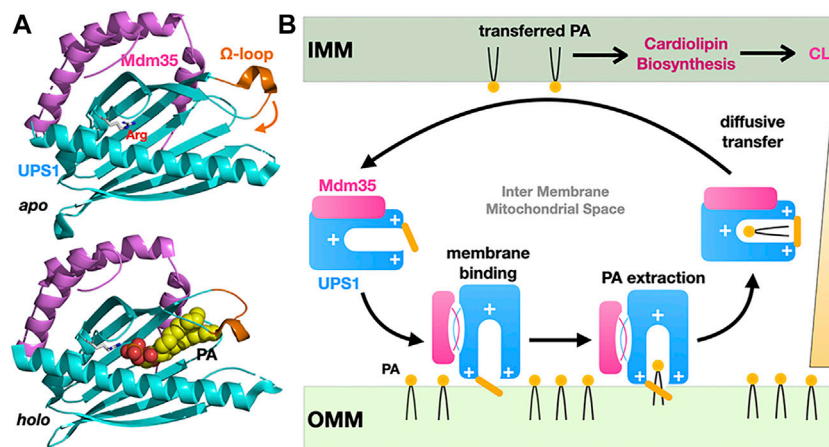 A
Mdm35
Ω-loop
Arg
UPS1
apo
PA
holo
B
IMM
transferred PA
Cardiolipin
Biosynthesis
CL
diffusive
transfer
Mdm35
Inter Membrane
Mitochondrial Space
+
+
+
UPS1
membrane
binding
PA extraction
+
+
+
+
+
+
+
+
+
PA
OMM